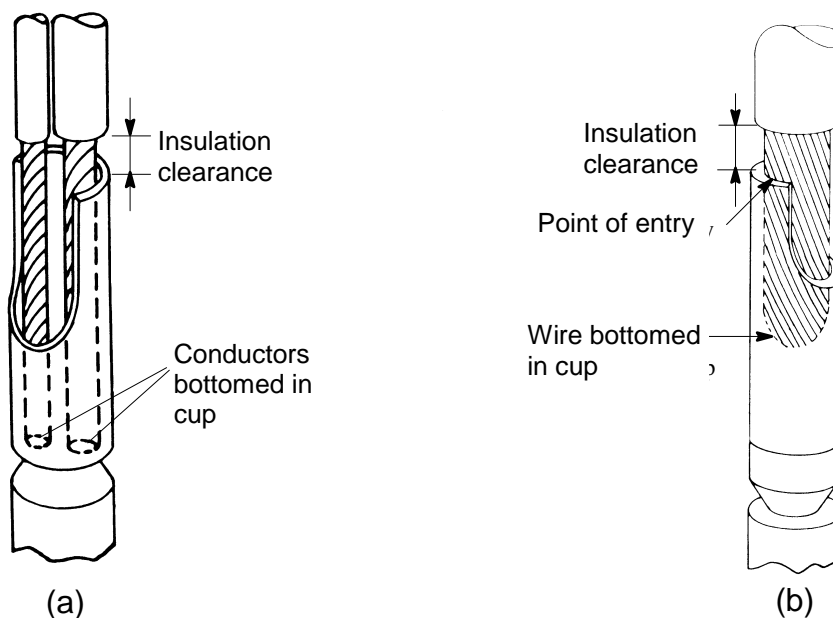 Insulation
clearance
Conductors
bottomed in
cup
(a)
Insulation
clearance
Point of entry
Wire bottomed
in cup
(b)